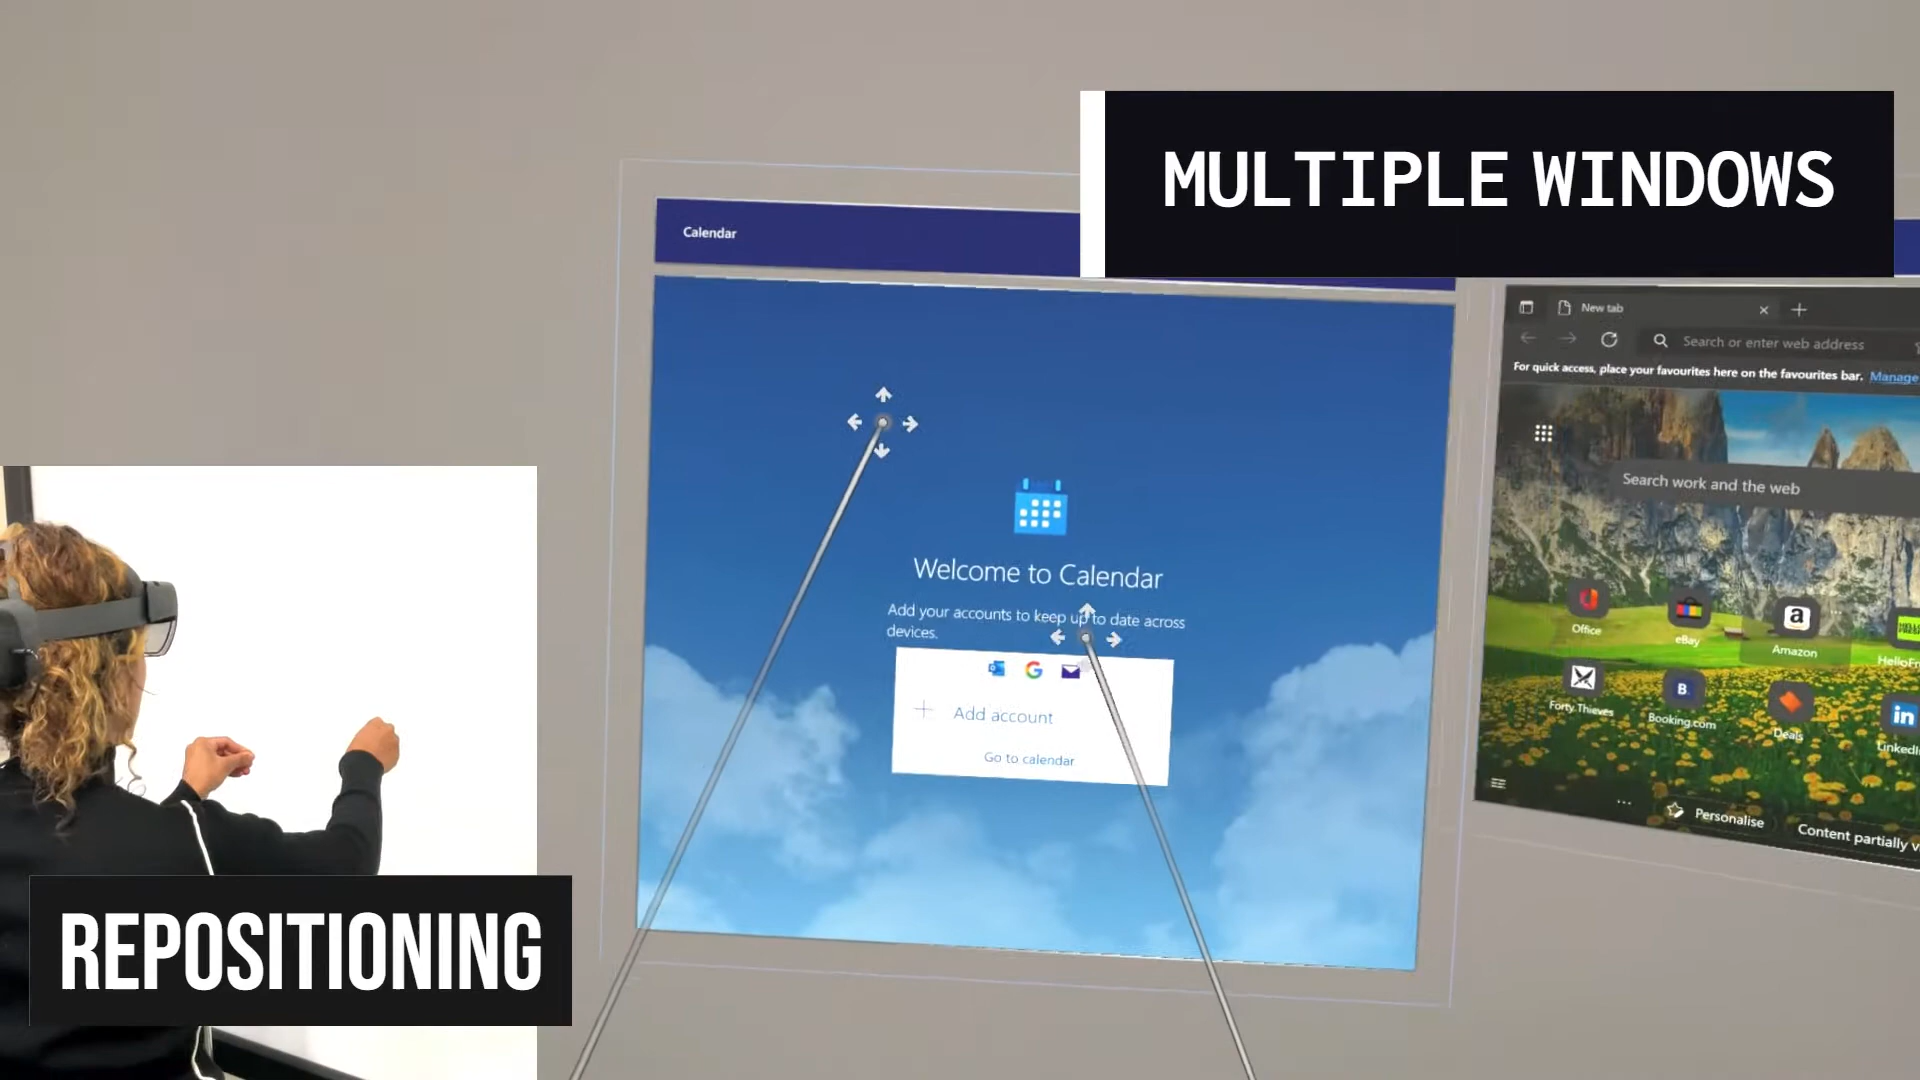 MULTIPLE WINDOWS
Calendar
Welcome to Calendar
Add your accounts to keep up to date across
devices.
Add account
Go to calendar
New tab
Search or enter web address
For quick access, place your favourites here on the favourites bar. Manage
Search work and the web
Office
eBay
a
Amazon
Forty.Thieves
B.
Booking.com
Deals
in
Personalise
Content partially
REPOSITIONING